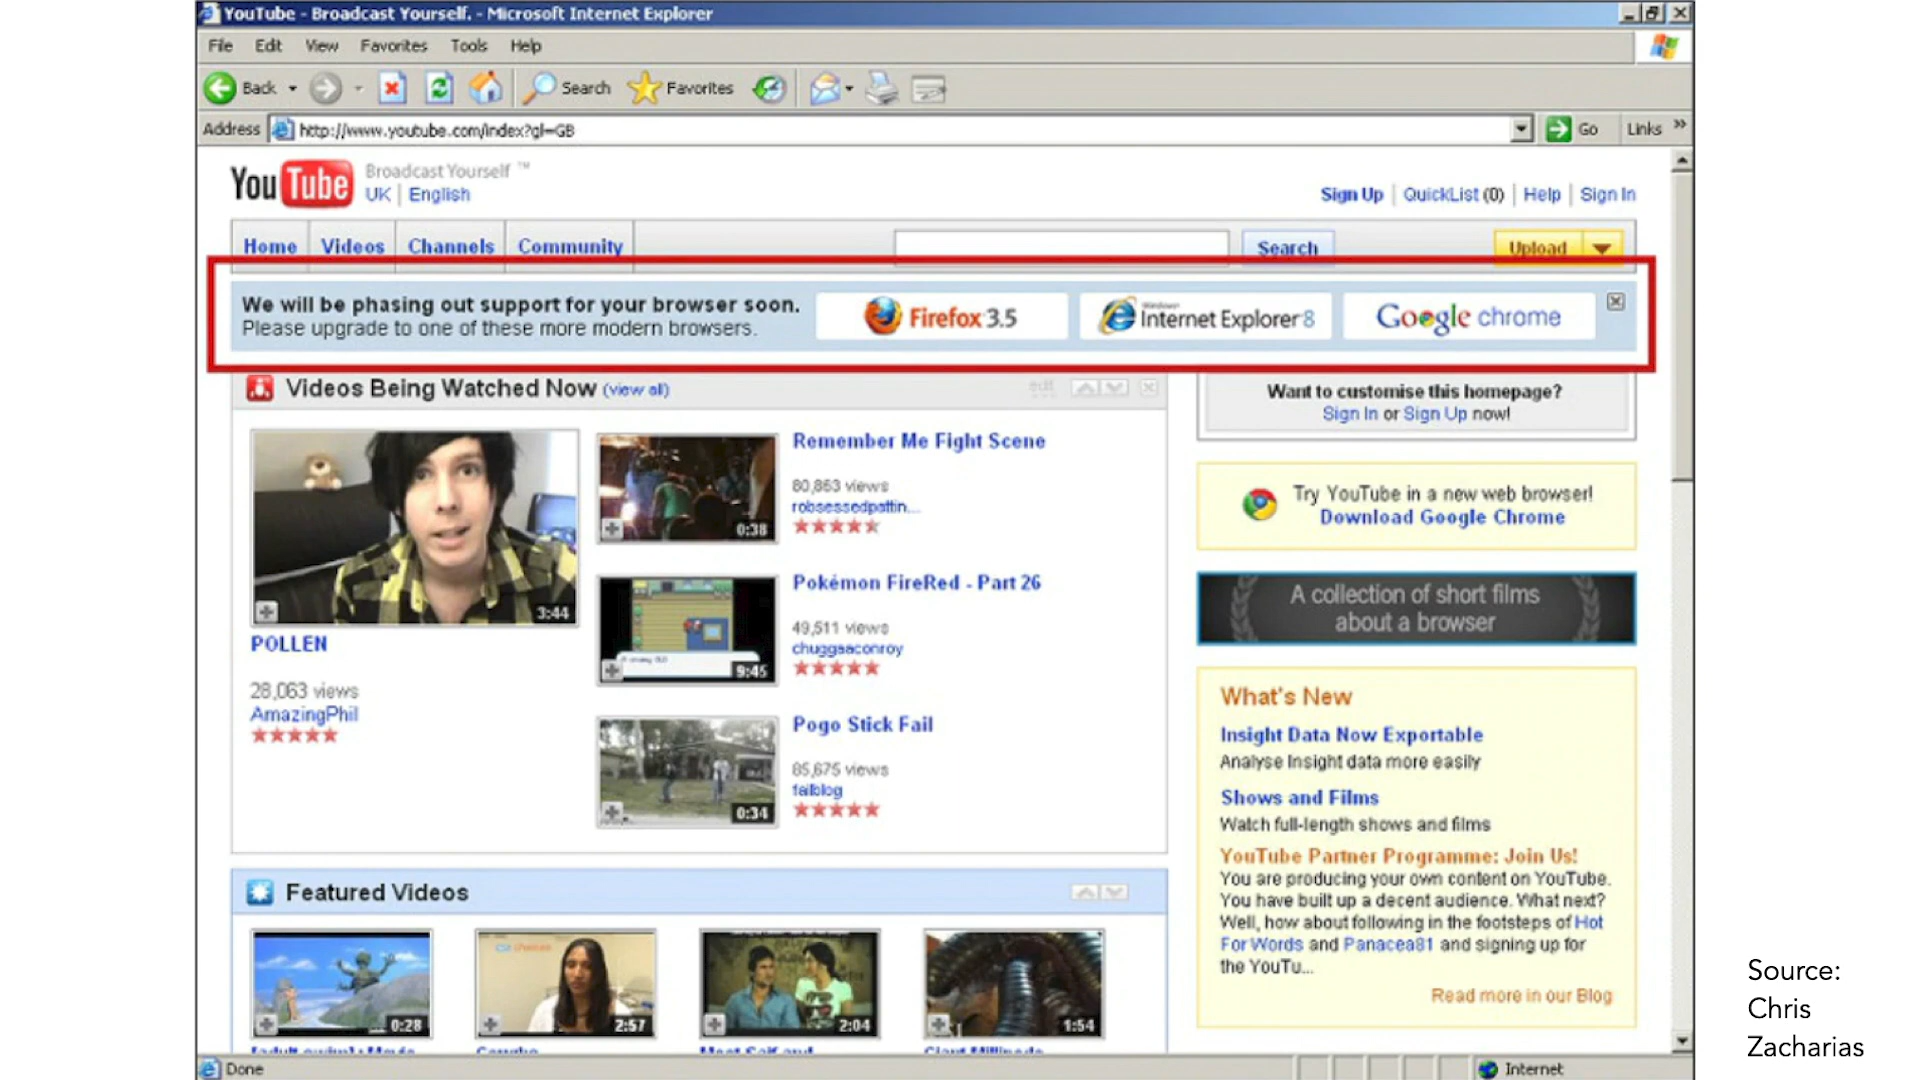 YouTube - Broadcast Yourself. - Microsoft Internet Explorer
File Edit View Favorites Tools Help
Back Search Favorites
Address http://www.youtube.com/index?gl=GB Go Links »
YouTube Broadcast Yourself ™
UK | English
Sign Up | QuickList (0) | Help | Sign In
Home Videos Channels Community Search Upload
We will be phasing out support for your browser soon.
Please upgrade to one of these more modern browsers.
Firefox 3.5
Windows
Internet Explorer 8
Google chrome
Videos Being Watched Now (view all)
edit
POLLEN
28,063 views
AmazingPhil
3:44
Remember Me Fight Scene
80,863 views
robsessedpattin...
0:38
Pokémon FireRed - Part 26
49,511 views
chuggaaconroy
9:45
Pogo Stick Fail
85,675 views
failblog
0:34
Want to customise this homepage?
Sign In or Sign Up now!
Try YouTube in a new web browser!
Download Google Chrome
A collection of short films
about a browser
What's New
Insight Data Now Exportable
Analyse Insight data more easily
Shows and Films
Watch full-length shows and films
YouTube Partner Programme: Join Us!
You are producing your own content on YouTube.
You have built up a decent audience. What next?
Well, how about following in the footsteps of Hot
For Words and Panacea81 and signing up for
the YouTu...
Read more in our Blog
Featured Videos
0:28
2:57
2:04
1:54
Done
Internet
Source:
Chris
Zacharias